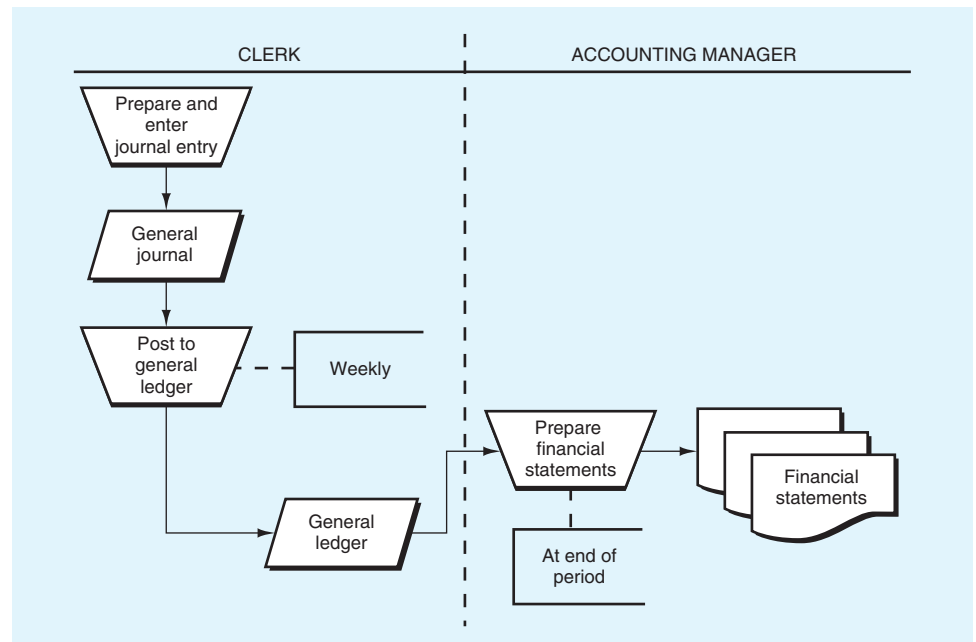 CLERK
ACCOUNTING MANAGER
Prepare and
enter
journal entry
General
journal
Post to
general
ledger
Weekly
General
ledger
Prepare
financial
statements
Financial
statements
At end of
period